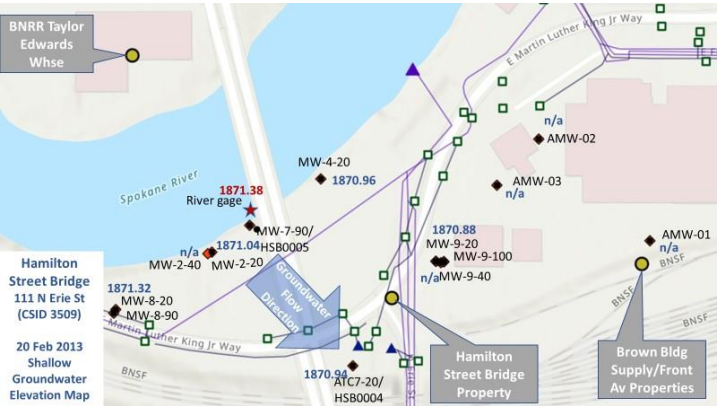 BNRR Taylor
Edwards
Whse
E Martin Luther King Jr Way
n/a
AMW-02
MW-4-20
1870.96
AMW-03
n/a
Spokane River
1871.38
River gage
MW-7-90/
HSB0005
1871.04
n/a
MW-2-40
MW-2-20
1870.88
MW-9-20
MW-9-100
n/a
MW-9-40
AMW-01
n/a
BNSF
BNSF
BNSF
Hamilton
Street Bridge
111 N Erie St
(CSID 3509)
20 Feb 2013
Shallow
Groundwater
Elevation Map
1871.32
MW-8-20
MW-8-90
Groundwater
Flow
Direction
Martin Luther King Jr Way
BNSF
1870.94
ATC7-20/
HSB0004
Hamilton
Street Bridge
Property
Brown Bldg
Supply/Front
Av Properties